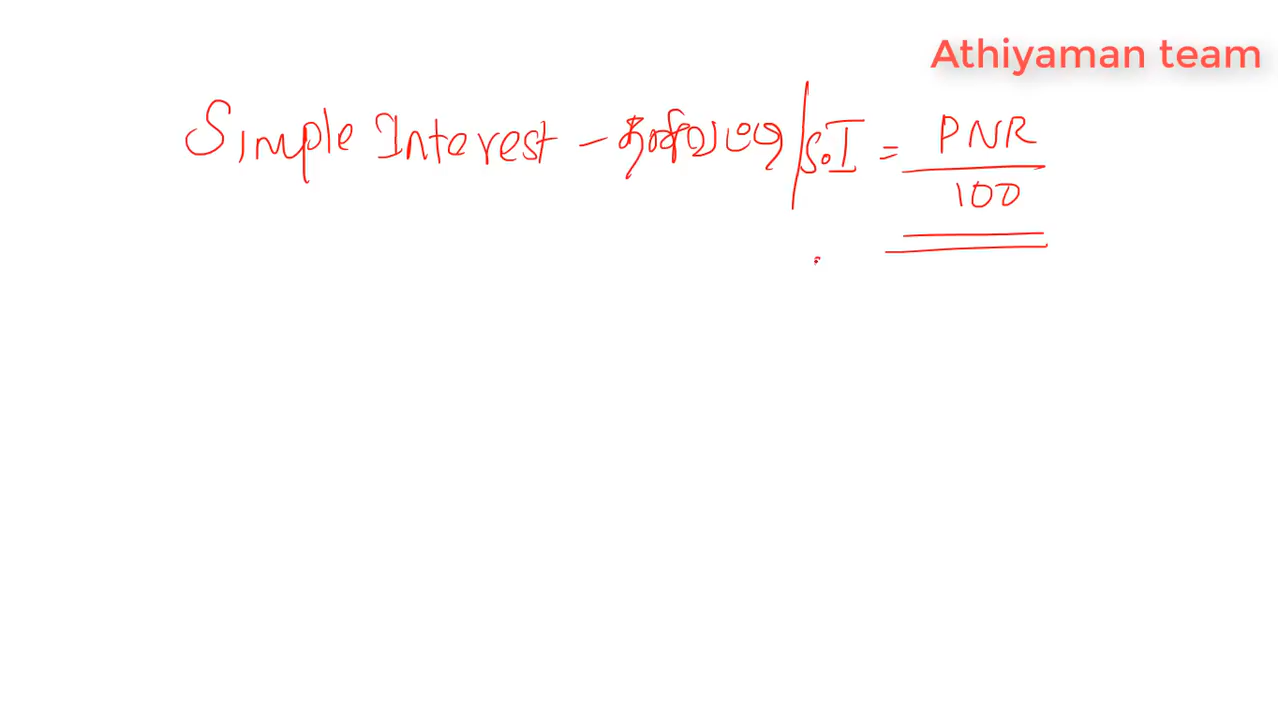 Athiyaman team
Simple Interest - தனிவட்டி / S.I = PNR
100